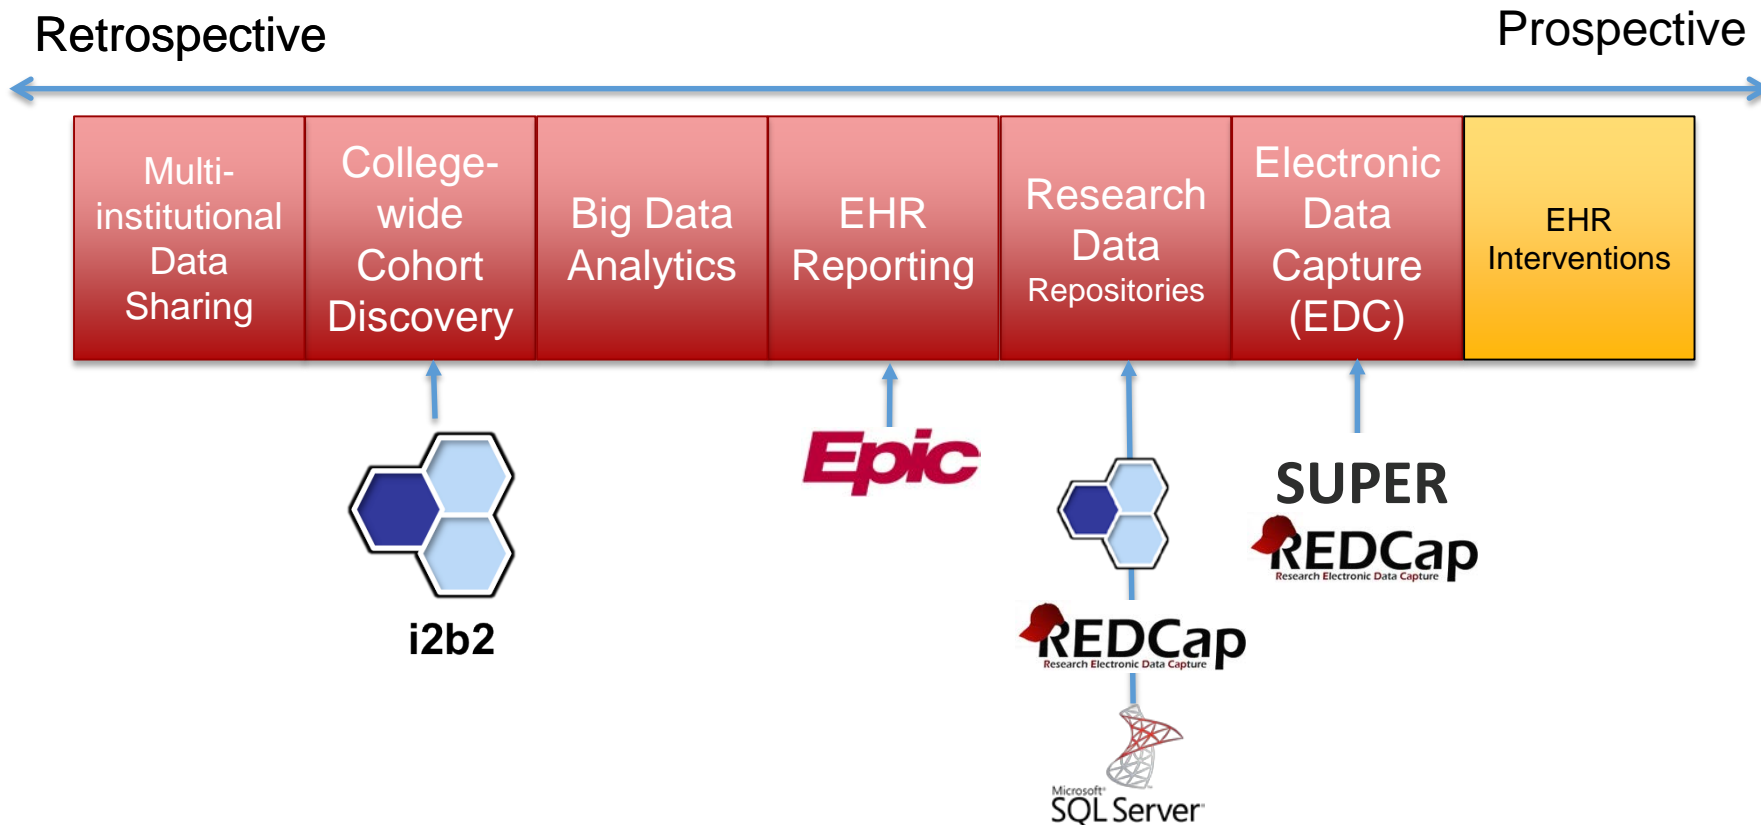 Retrospective
Prospective
Multi-
institutional
Data
Sharing
College-
wide
Cohort
Discovery
Big Data
Analytics
EHR
Reporting
Research
Data
Repositories
Electronic
Data
Capture
(EDC)
EHR
Interventions
i2b2
Epic
REDCap
Research Electronic Data Capture
Microsoft®
SQL Server®
SUPER
REDCap
Research Electronic Data Capture